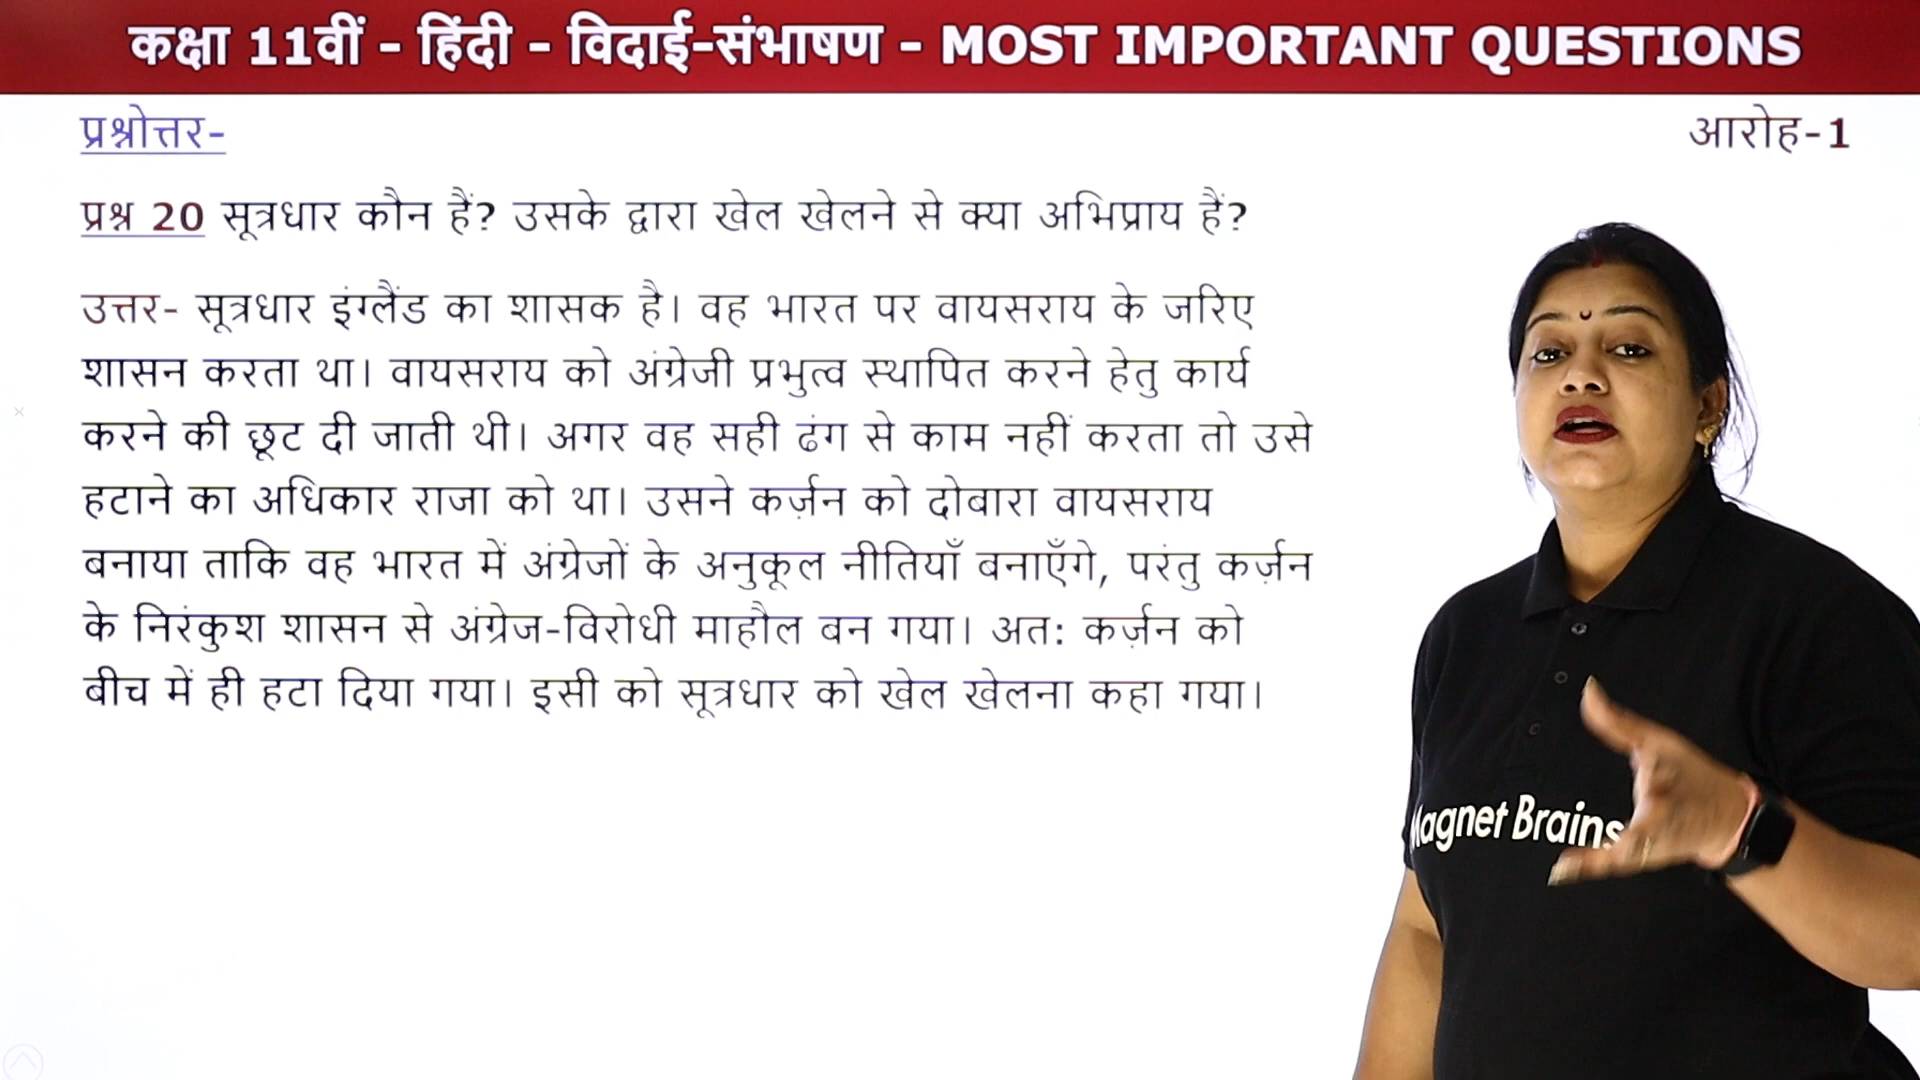 कक्षा 11वीं - हिंदी - विदाई-संभाषण - MOST IMPORTANT QUESTIONS
प्रश्नोत्तर-
आरोह-1
प्रश्न 20 सूत्रधार कौन हैं? उसके द्वारा खेल खेलने से क्या अभिप्राय हैं?
उत्तर- सूत्रधार इंग्लैंड का शासक है। वह भारत पर वायसराय के जरिए
शासन करता था। वायसराय को अंग्रेजी प्रभुत्व स्थापित करने हेतु कार्य
करने की छूट दी जाती थी। अगर वह सही ढंग से काम नहीं करता तो उसे
हटाने का अधिकार राजा को था। उसने कर्ज़न को दोबारा वायसराय
बनाया ताकि वह भारत में अंग्रेजों के अनुकूल नीतियाँ बनाएँगे, परंतु कर्ज़न
के निरंकुश शासन से अंग्रेज-विरोधी माहौल बन गया। अत: कर्ज़न को
बीच में ही हटा दिया गया। इसी को सूत्रधार को खेल खेलना कहा गया।
Magnet Brains